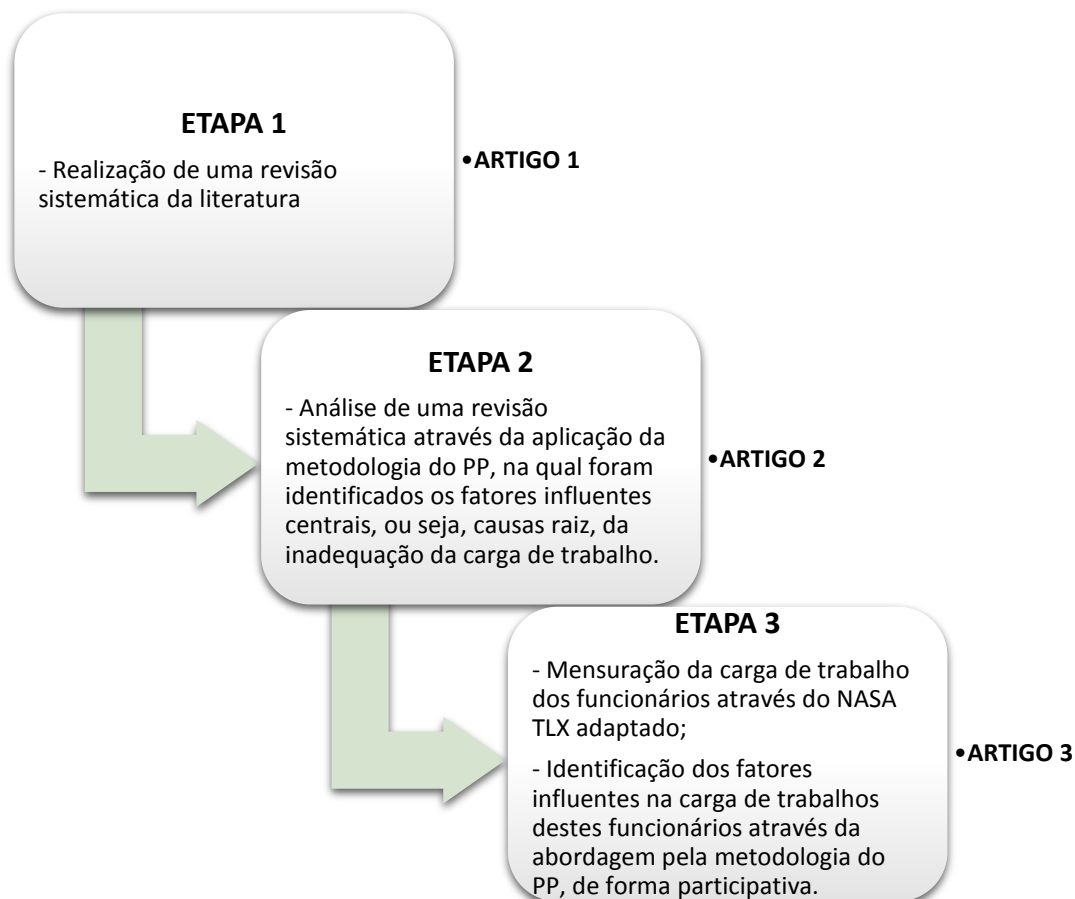 ETAPA 1
- Realização de uma revisão
sistemática da literatura
•ARTIGO 1
ETAPA 2
- Análise de uma revisão
sistemática através da aplicação da
metodologia do PP, na qual foram
identificados os fatores influentes
centrais, ou seja, causas raiz, da
inadequação da carga de trabalho.
•ARTIGO 2
ETAPA 3
- Mensuração da carga de trabalho
dos funcionários através do NASA
TLX adaptado;
- Identificação dos fatores
influentes na carga de trabalhos
destes funcionários através da
abordagem pela metodologia do
PP, de forma participativa.
•ARTIGO 3